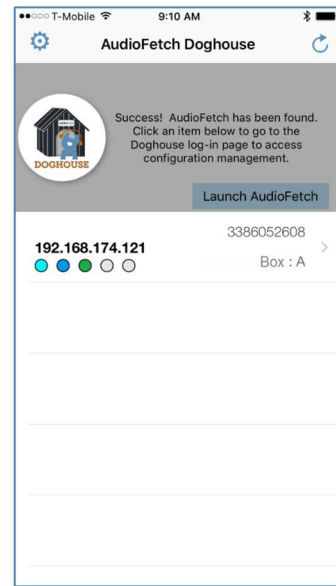 T-Mobile 9:10 AM
AudioFetch Doghouse
Success! AudioFetch has been found.
Click an item below to go to the
Doghouse log-in page to access
configuration management.
DOGHOUSE
Launch AudioFetch
3386052608
192.168.174.121
Box : A